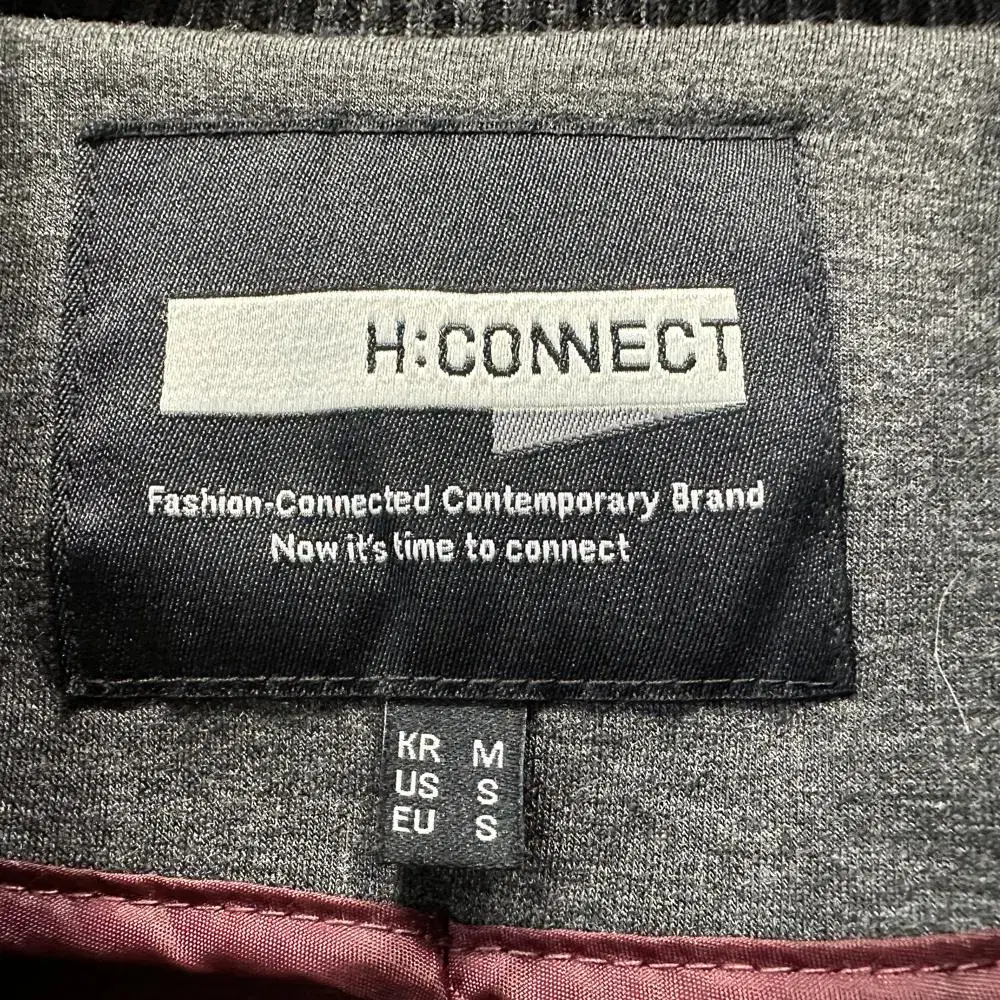 H:CONNECT
Fashion-Connected Contemporary Brand
Now it's time to connect
KR M
US S
EU S